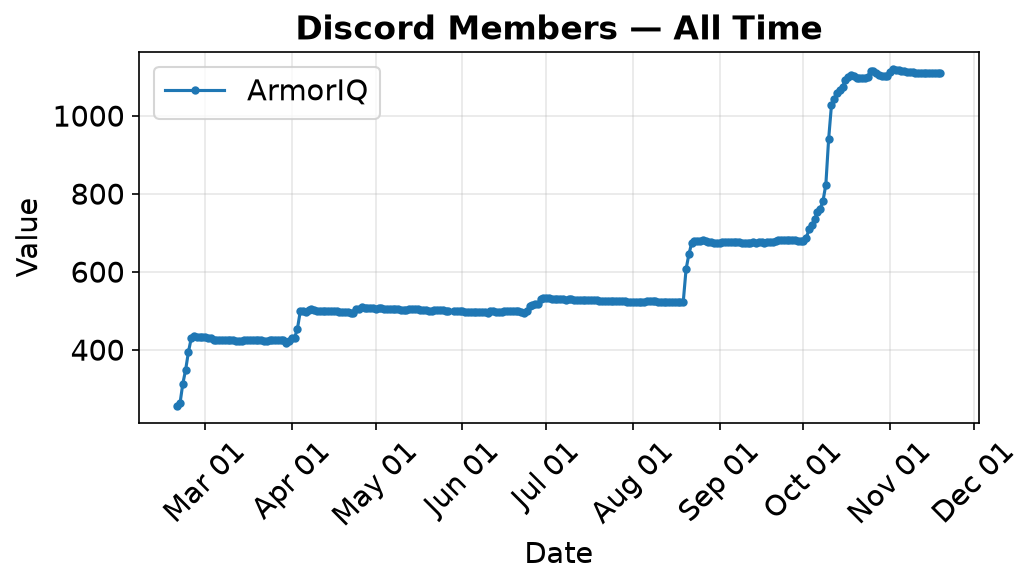 Discord Members — All Time
ArmorIQ
Value
1000
800
600
400
Mar 01
Apr 01
May 01
Jun 01
Jul 01
Aug 01
Sep 01
Oct 01
Nov 01
Dec 01
Date